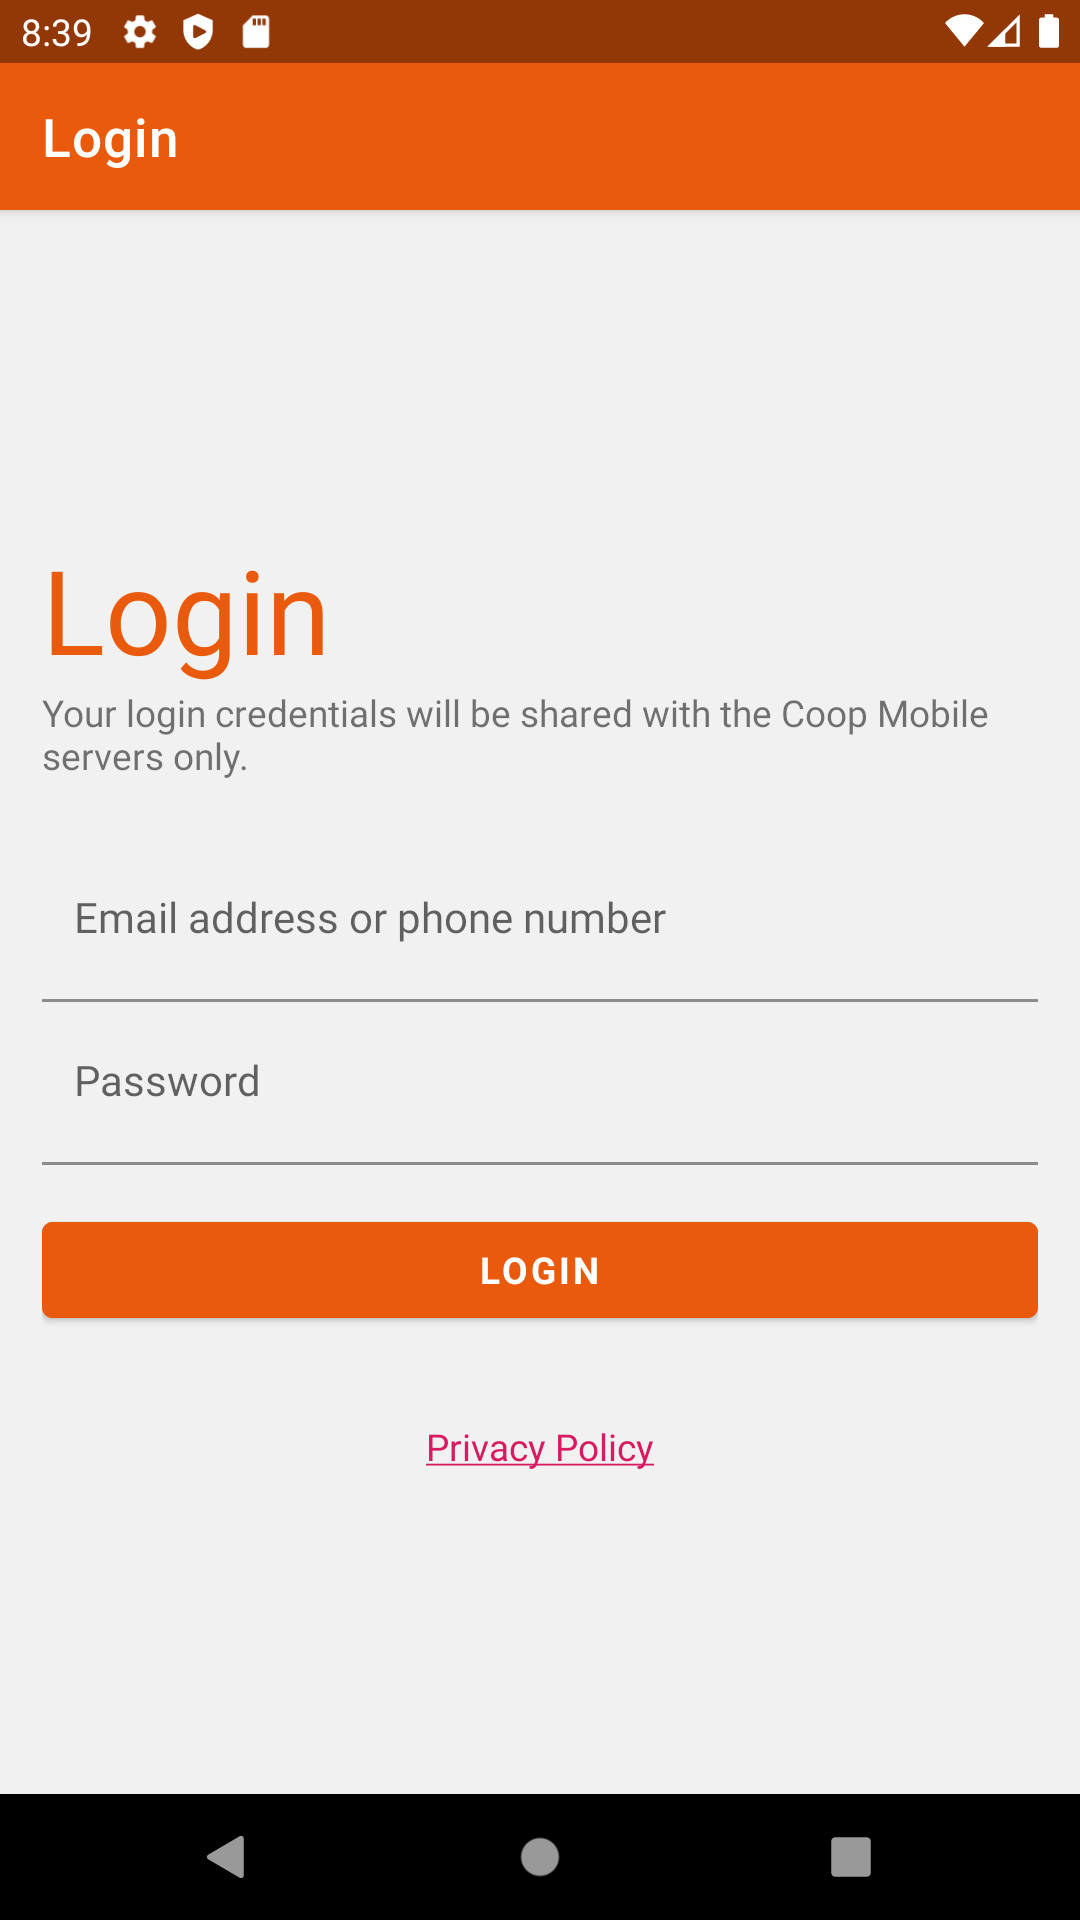 8:39
Login
Login
Your login credentials will be shared with the Coop Mobile
servers only.
Email address or phone number
Password
LOGIN
Privacy Policy